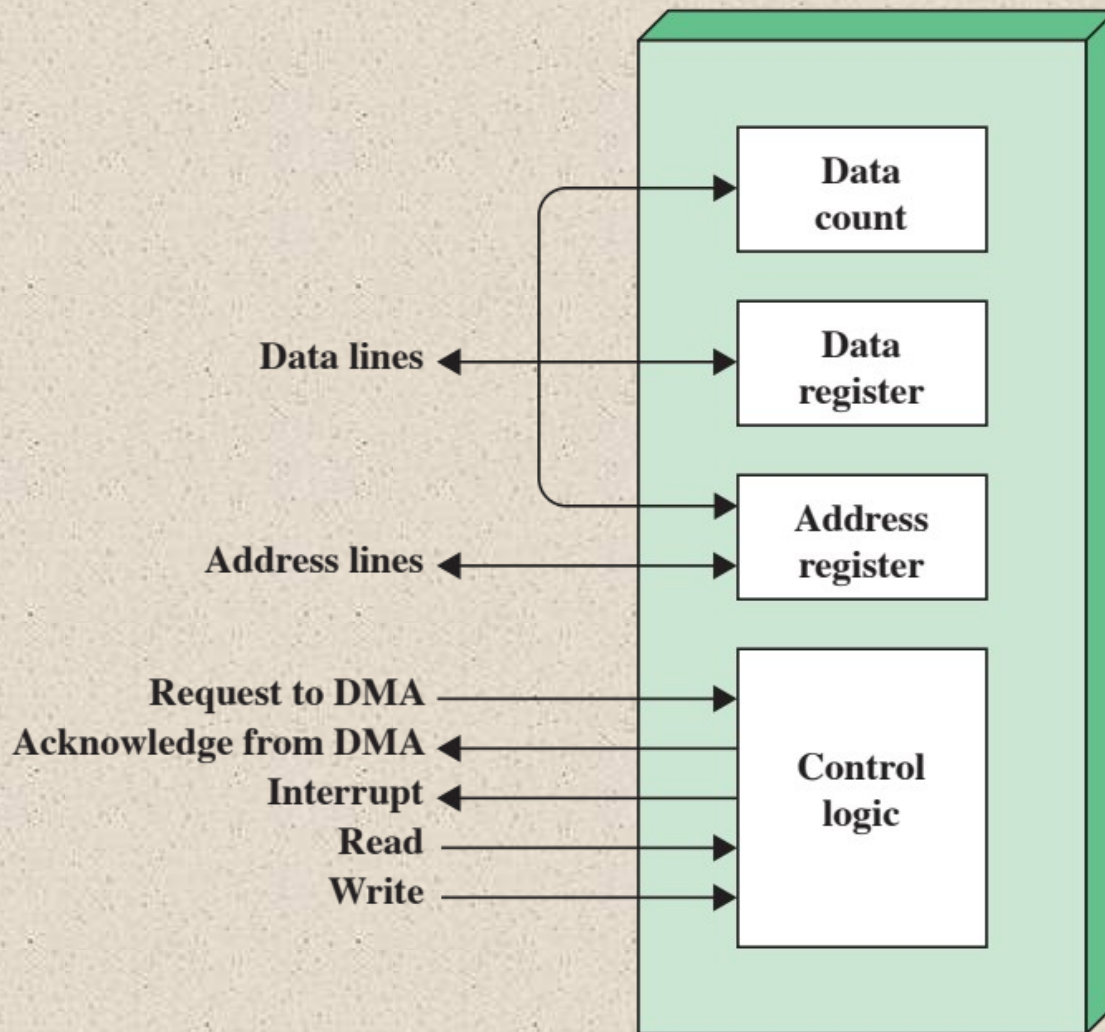 Data
count
Data lines
Data
register
Address
register
Address lines
Request to DMA
Acknowledge from DMA
Interrupt
Read
Write
Control
logic